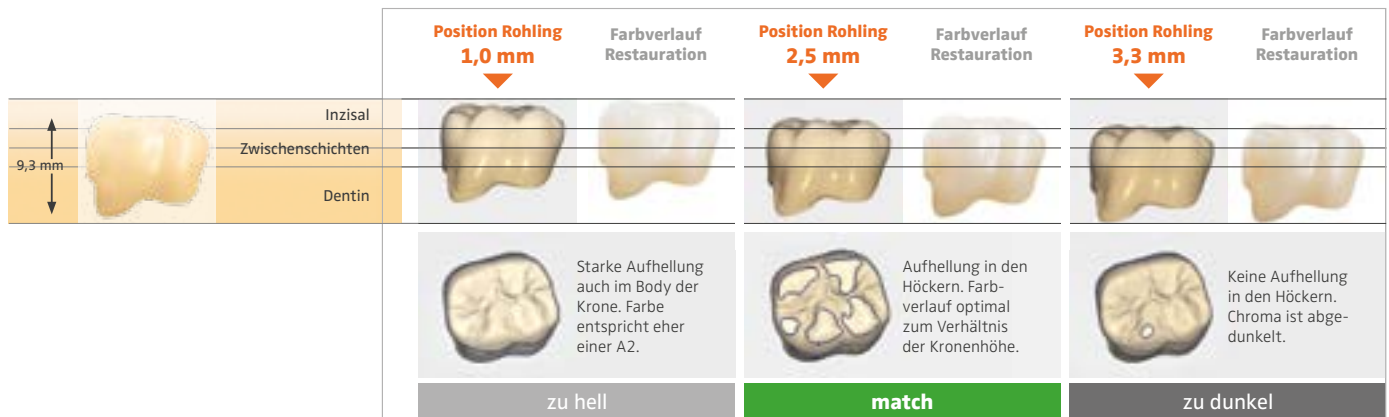 Position Rohling
1,0 mm
Farbverlauf
Restauration
Position Rohling
2,5 mm
Farbverlauf
Restauration
Position Rohling
3,3 mm
Farbverlauf
Restauration
Inzisal
Zwischenschichten
9,3 mm
Dentin
Starke Aufhellung
auch im Body der
Krone. Farbe
entspricht eher
einer A2.
Aufhellung in den
Höckern. Farb-
verlauf optimal
zum Verhältnis
der Kronenhöhe.
Keine Aufhellung
in den Höckern.
Chroma ist abge-
dunkelt.
zu hell
match
zu dunkel